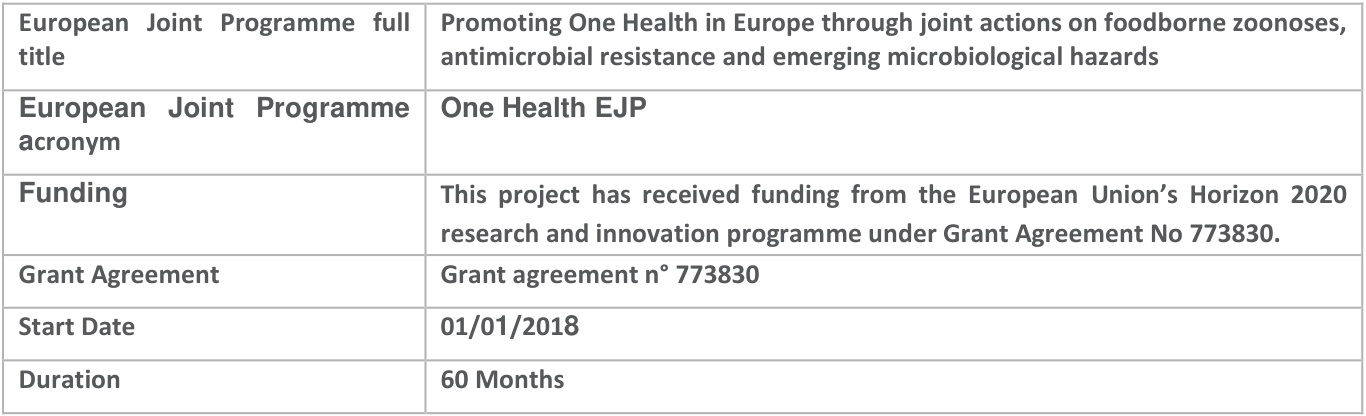 European Joint Programme full
title
Promoting One Health in Europe through joint actions on foodborne zoonoses,
antimicrobial resistance and emerging microbiological hazards
European Joint Programme
acronym
One Health EJP
Funding
This project has received funding from the European Union’s Horizon 2020
research and innovation programme under Grant Agreement No 773830.
Grant Agreement
Grant agreement n° 773830
Start Date
01/01/2018
Duration
60 Months